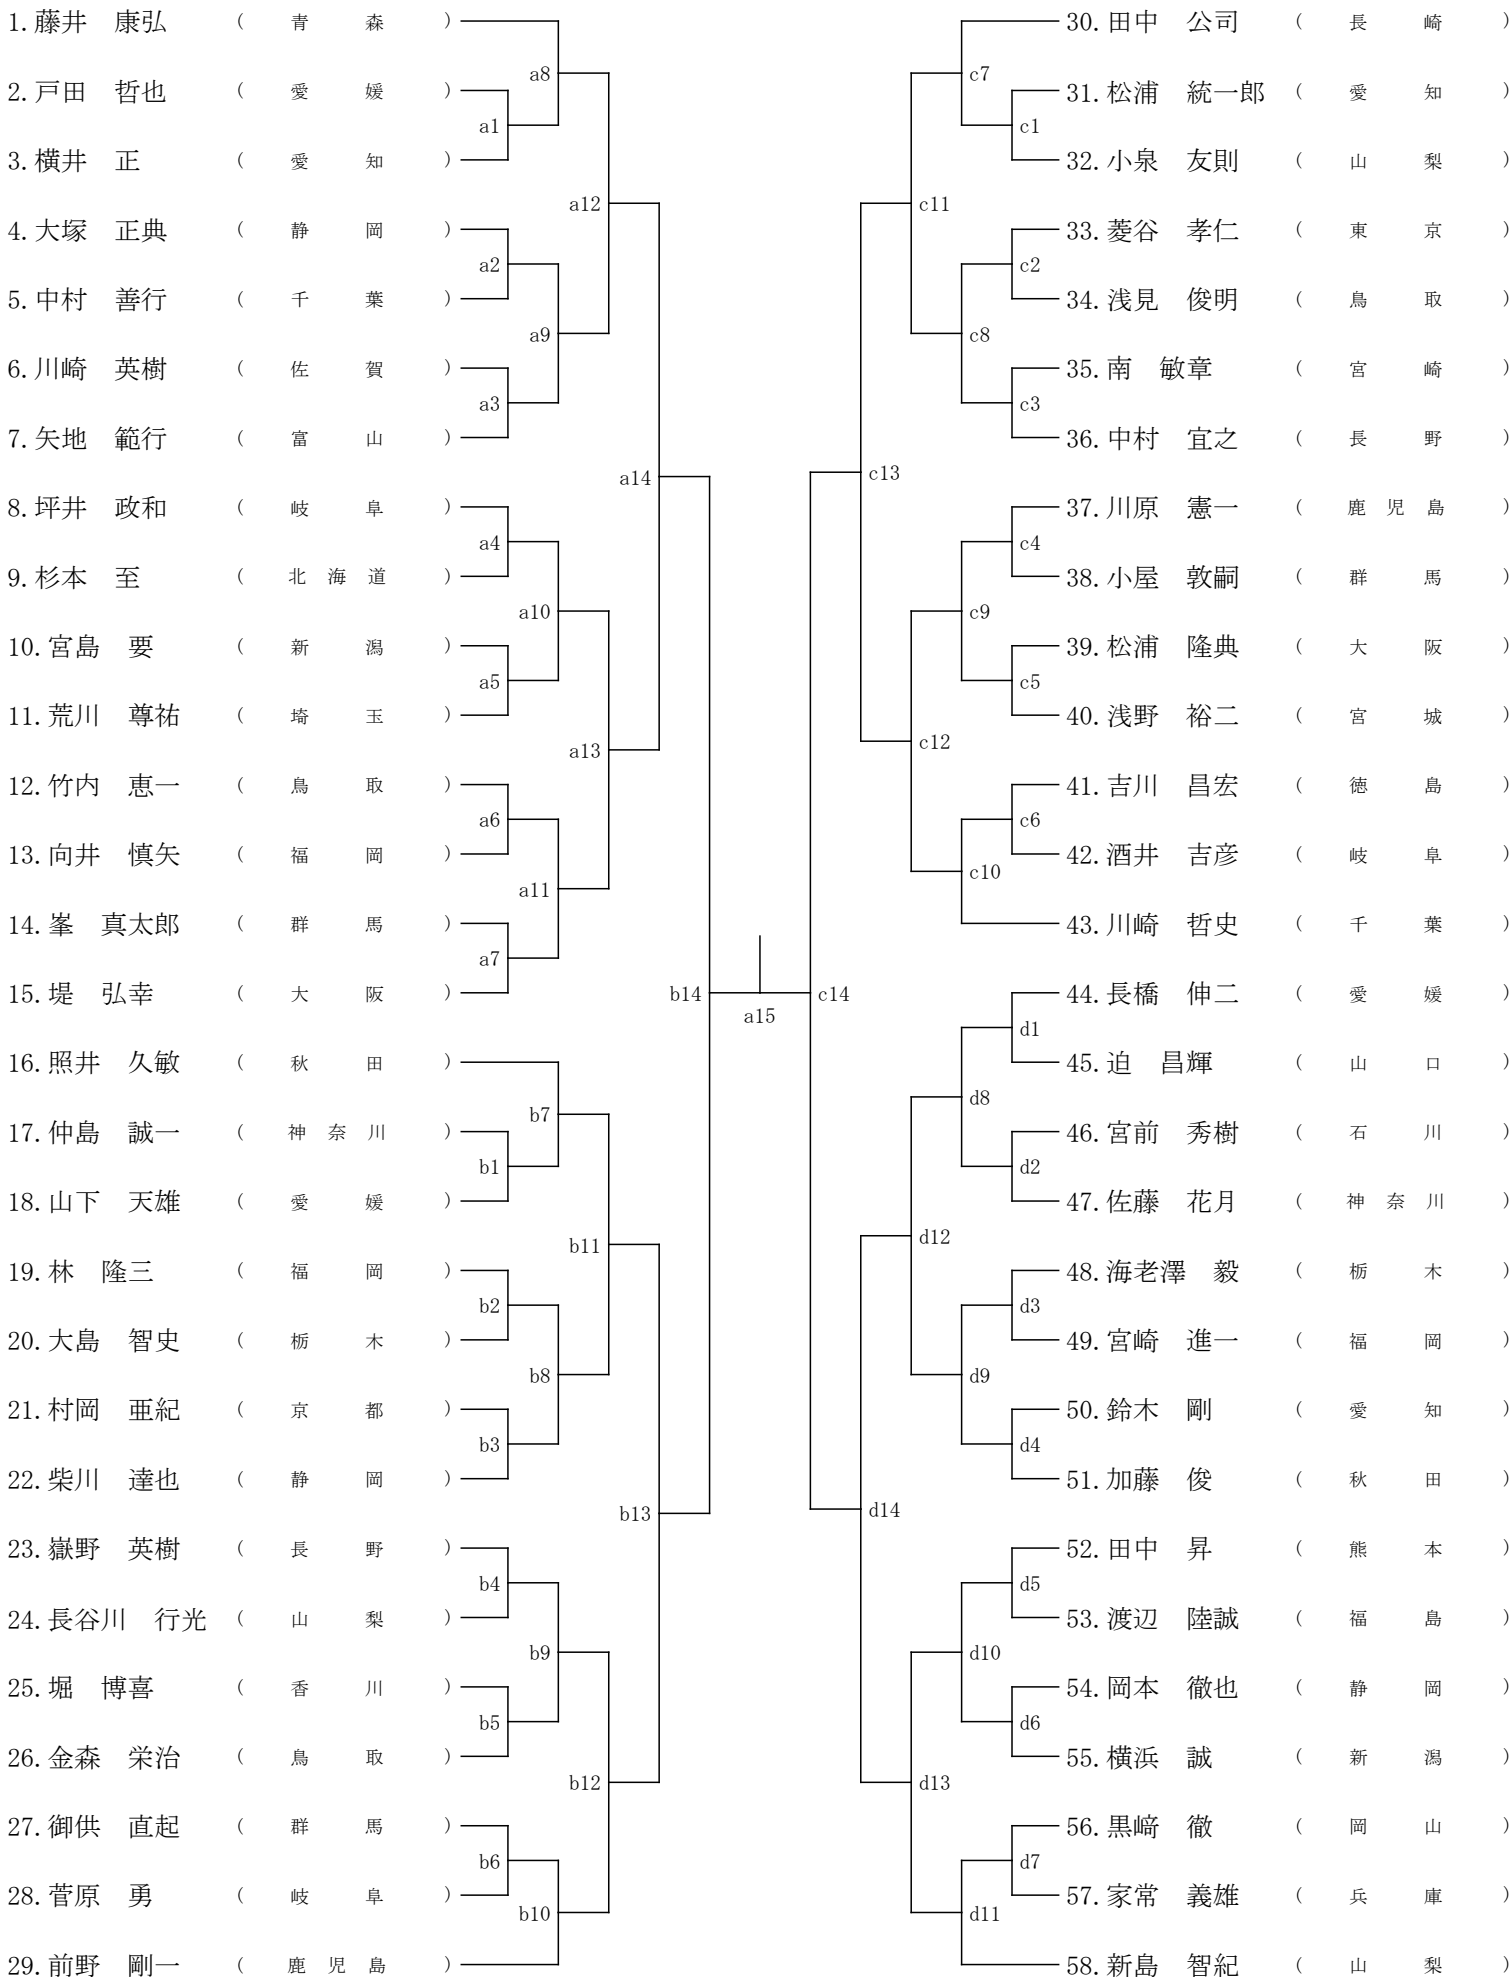 1.藤井　康弘 （ 青 森 ）
a8
2.戸田　哲也 （ 愛 媛 ）
a1
3.横井　正 （ 愛 知 ）
a12
4.大塚　正典 （ 静 岡 ）
a2
5.中村　善行 （ 千 葉 ）
a9
6.川崎　英樹 （ 佐 賀 ）
a3
7.矢地　範行 （ 富 山 ）
a14
8.坪井　政和 （ 岐 阜 ）
a4
9.杉本　至 （ 北 海 道 ）
a10
10.宮島　要 （ 新 潟 ）
a5
11.荒川　尊祐 （ 埼 玉 ）
a13
12.竹内　恵一 （ 鳥 取 ）
a6
13.向井　慎矢 （ 福 岡 ）
a11
14.峯　真太郎 （ 群 馬 ）
a7
15.堤　弘幸 （ 大 阪 ）
b14
a15
16.照井　久敏 （ 秋 田 ）
b7
17.仲島　誠一 （ 神 奈 川 ）
b1
18.山下　天雄 （ 愛 媛 ）
b11
19.林　隆三 （ 福 岡 ）
b2
20.大島　智史 （ 栃 木 ）
b8
21.村岡　亜紀 （ 京 都 ）
b3
22.柴川　達也 （ 静 岡 ）
b13
23.嶽野　英樹 （ 長 野 ）
b4
24.長谷川　行光 （ 山 梨 ）
b9
25.堀　博喜 （ 香 川 ）
b5
26.金森　栄治 （ 鳥 取 ）
b12
27.御供　直起 （ 群 馬 ）
b6
28.菅原　勇 （ 岐 阜 ）
b10
29.前野　剛一 （ 鹿 児 島 ）
30.田中　公司 （ 長 崎 ）
c7
31.松浦　統一郎 （ 愛 知 ）
c1
32.小泉　友則 （ 山 梨 ）
c11
33.菱谷　孝仁 （ 東 京 ）
c2
34.浅見　俊明 （ 鳥 取 ）
c8
35.南　敏章 （ 宮 崎 ）
c3
36.中村　宜之 （ 長 野 ）
c13
37.川原　憲一 （ 鹿 児 島 ）
c4
38.小屋　敦嗣 （ 群 馬 ）
c9
39.松浦　隆典 （ 大 阪 ）
c5
40.浅野　裕二 （ 宮 城 ）
c12
41.吉川　昌宏 （ 徳 島 ）
c6
42.酒井　吉彦 （ 岐 阜 ）
c10
43.川崎　哲史 （ 千 葉 ）
c14
44.長橋　伸二 （ 愛 媛 ）
d1
45.迫　昌輝 （ 山 口 ）
d8
46.宮前　秀樹 （ 石 川 ）
d2
47.佐藤　花月 （ 神 奈 川 ）
d12
48.海老澤　毅 （ 栃 木 ）
d3
49.宮崎　進一 （ 福 岡 ）
d9
50.鈴木　剛 （ 愛 知 ）
d4
51.加藤　俊 （ 秋 田 ）
d14
52.田中　昇 （ 熊 本 ）
d5
53.渡辺　陸誠 （ 福 島 ）
d10
54.岡本　徹也 （ 静 岡 ）
d6
55.横浜　誠 （ 新 潟 ）
d13
56.黒﨑　徹 （ 岡 山 ）
d7
57.家常　義雄 （ 兵 庫 ）
d11
58.新島　智紀 （ 山 梨 ）